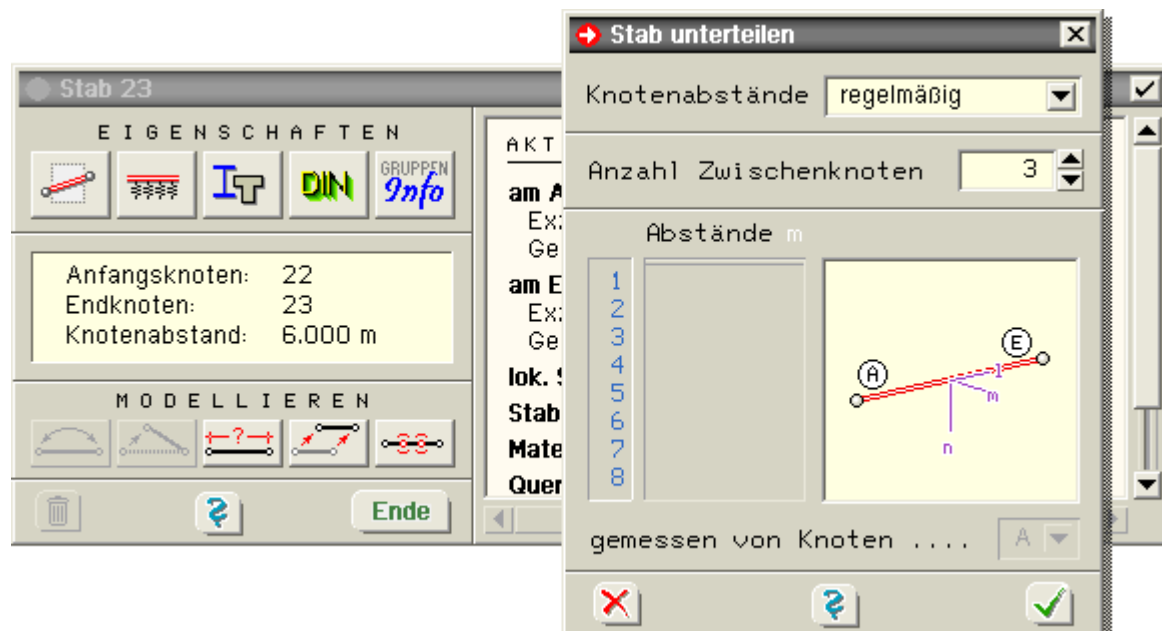 Stab 23
EIGENSCHAFTEN
DIN
GRUPPEN
Info
Anfangsknoten: 22
Endknoten: 23
Knotenabstand: 6.000 m
MODELLIEREN
?
Ende
AKT
am A
Ex
Ge
am E
Ex
Ge
lok.
Stab
Mate
Quer
Stab unterteilen
Knotenabstände regelmäßig
Anzahl Zwischenknoten 3
Abstände m
1
2
3
4
5
6
7
8
A
E
l
m
n
gemessen von Knoten .... A